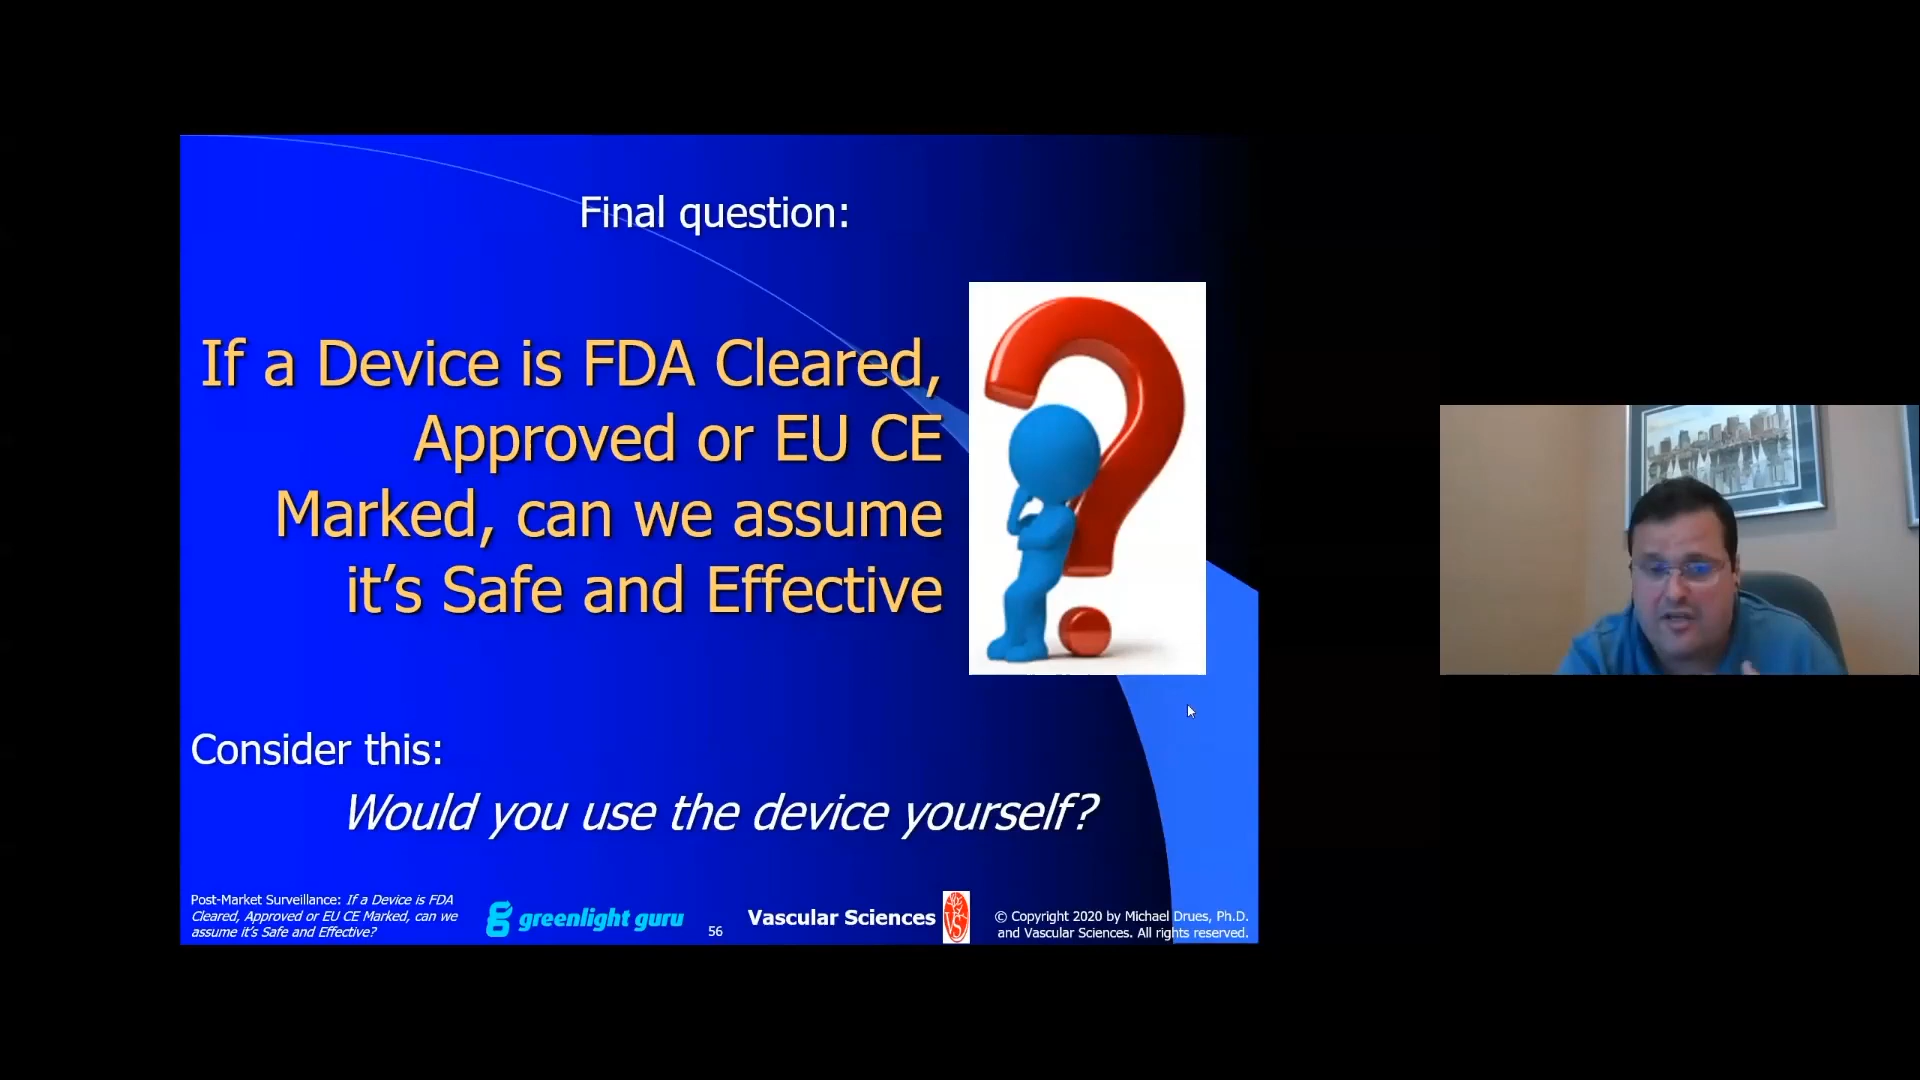 Final question:
If a Device is FDA Cleared,
Approved or EU CE
Marked, can we assume
it’s Safe and Effective
Consider this:
Would you use the device yourself?
Post-Market Surveillance: If a Device is FDA
Cleared, Approved or EU CE Marked, can we
assume it’s Safe and Effective?
greenlight guru
56
Vascular Sciences
VS
© Copyright 2020 by Michael Drues, Ph.D.
and Vascular Sciences. All rights reserved.